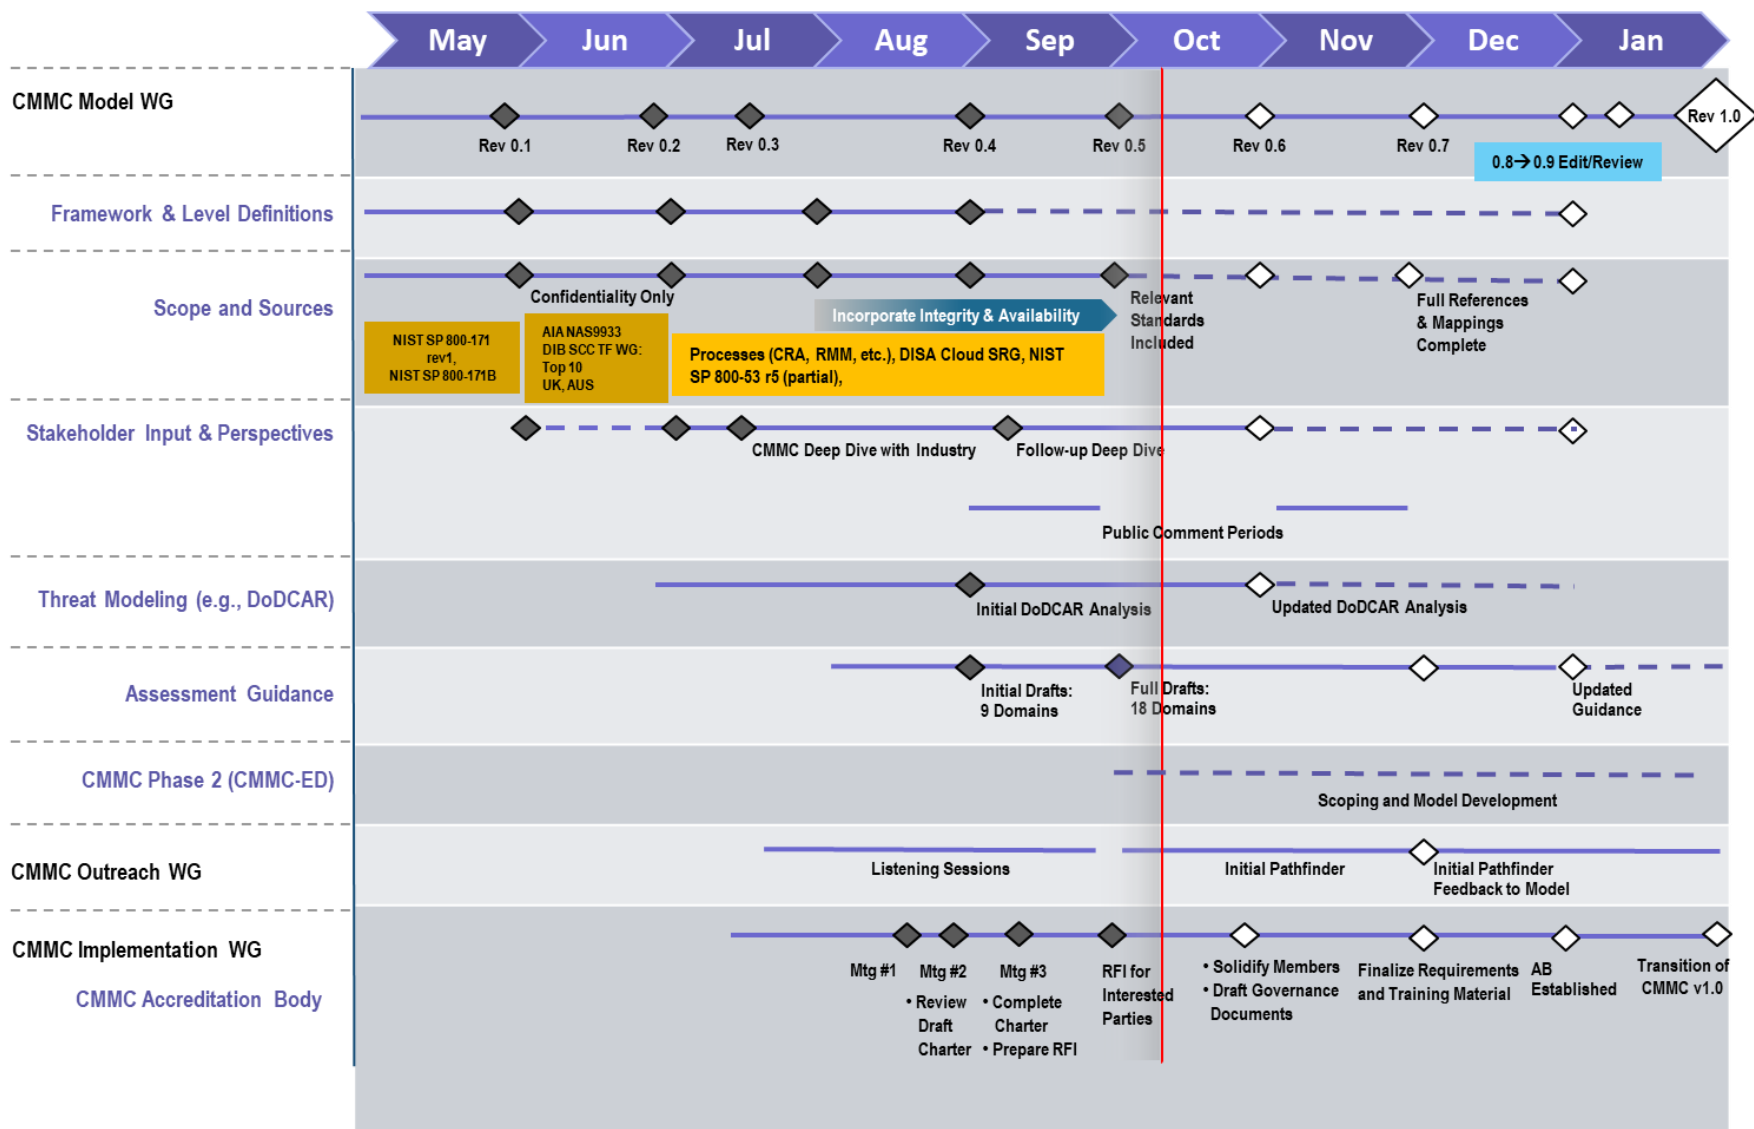 May Jun Jul Aug Sep Oct Nov Dec Jan
CMMC Model WG
Rev 0.1 Rev 0.2 Rev 0.3 Rev 0.4 Rev 0.5 Rev 0.6 Rev 0.7 Rev 1.0
0.8→0.9 Edit/Review
Framework & Level Definitions
Scope and Sources
Confidentiality Only
Incorporate Integrity & Availability
Relevant
Standards
Included
Full References
& Mappings
Complete
NIST SP 800-171
rev1,
NIST SP 800-171B
AIA NAS9933
DIB SCC TF WG:
Top 10
UK, AUS
Processes (CRA, RMM, etc.), DISA Cloud SRG, NIST
SP 800-53 r5 (partial),
Stakeholder Input & Perspectives
CMMC Deep Dive with Industry
Follow-up Deep Dive
Public Comment Periods
Threat Modeling (e.g., DoDCAR)
Initial DoDCAR Analysis
Updated DoDCAR Analysis
Assessment Guidance
Initial Drafts:
9 Domains
Full Drafts:
18 Domains
Updated
Guidance
CMMC Phase 2 (CMMC-ED)
Scoping and Model Development
CMMC Outreach WG
Listening Sessions
Initial Pathfinder
Initial Pathfinder
Feedback to Model
CMMC Implementation WG
CMMC Accreditation Body
Mtg #1
Mtg #2
• Review
Draft
Charter
Mtg #3
• Complete
Charter
• Prepare RFI
RFI for
Interested
Parties
• Solidify Members
• Draft Governance
Documents
Finalize Requirements
and Training Material
AB
Established
Transition of
CMMC v1.0